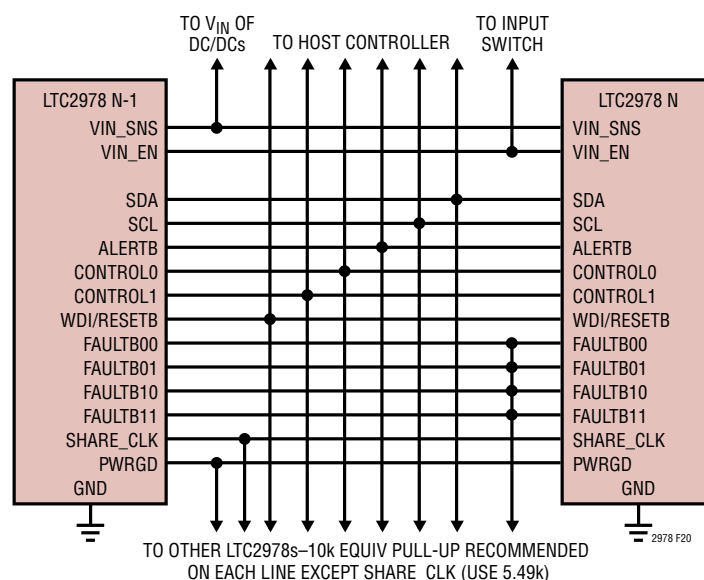 TO VIN OF
DC/DCs
TO HOST CONTROLLER
TO INPUT
SWITCH
LTC2978 N-1
VIN_SNS
VIN_EN
SDA
SCL
ALERTB
CONTROL0
CONTROL1
WDI/RESETB
FAULTB00
FAULTB01
FAULTB10
FAULTB11
SHARE_CLK
PWRGD
GND
LTC2978 N
VIN_SNS
VIN_EN
SDA
SCL
ALERTB
CONTROL0
CONTROL1
WDI/RESETB
FAULTB00
FAULTB01
FAULTB10
FAULTB11
SHARE_CLK
PWRGD
GND
2978 F20
TO OTHER LTC2978s–10k EQUIV PULL-UP RECOMMENDED
ON EACH LINE EXCEPT SHARE_CLK (USE 5.49k)